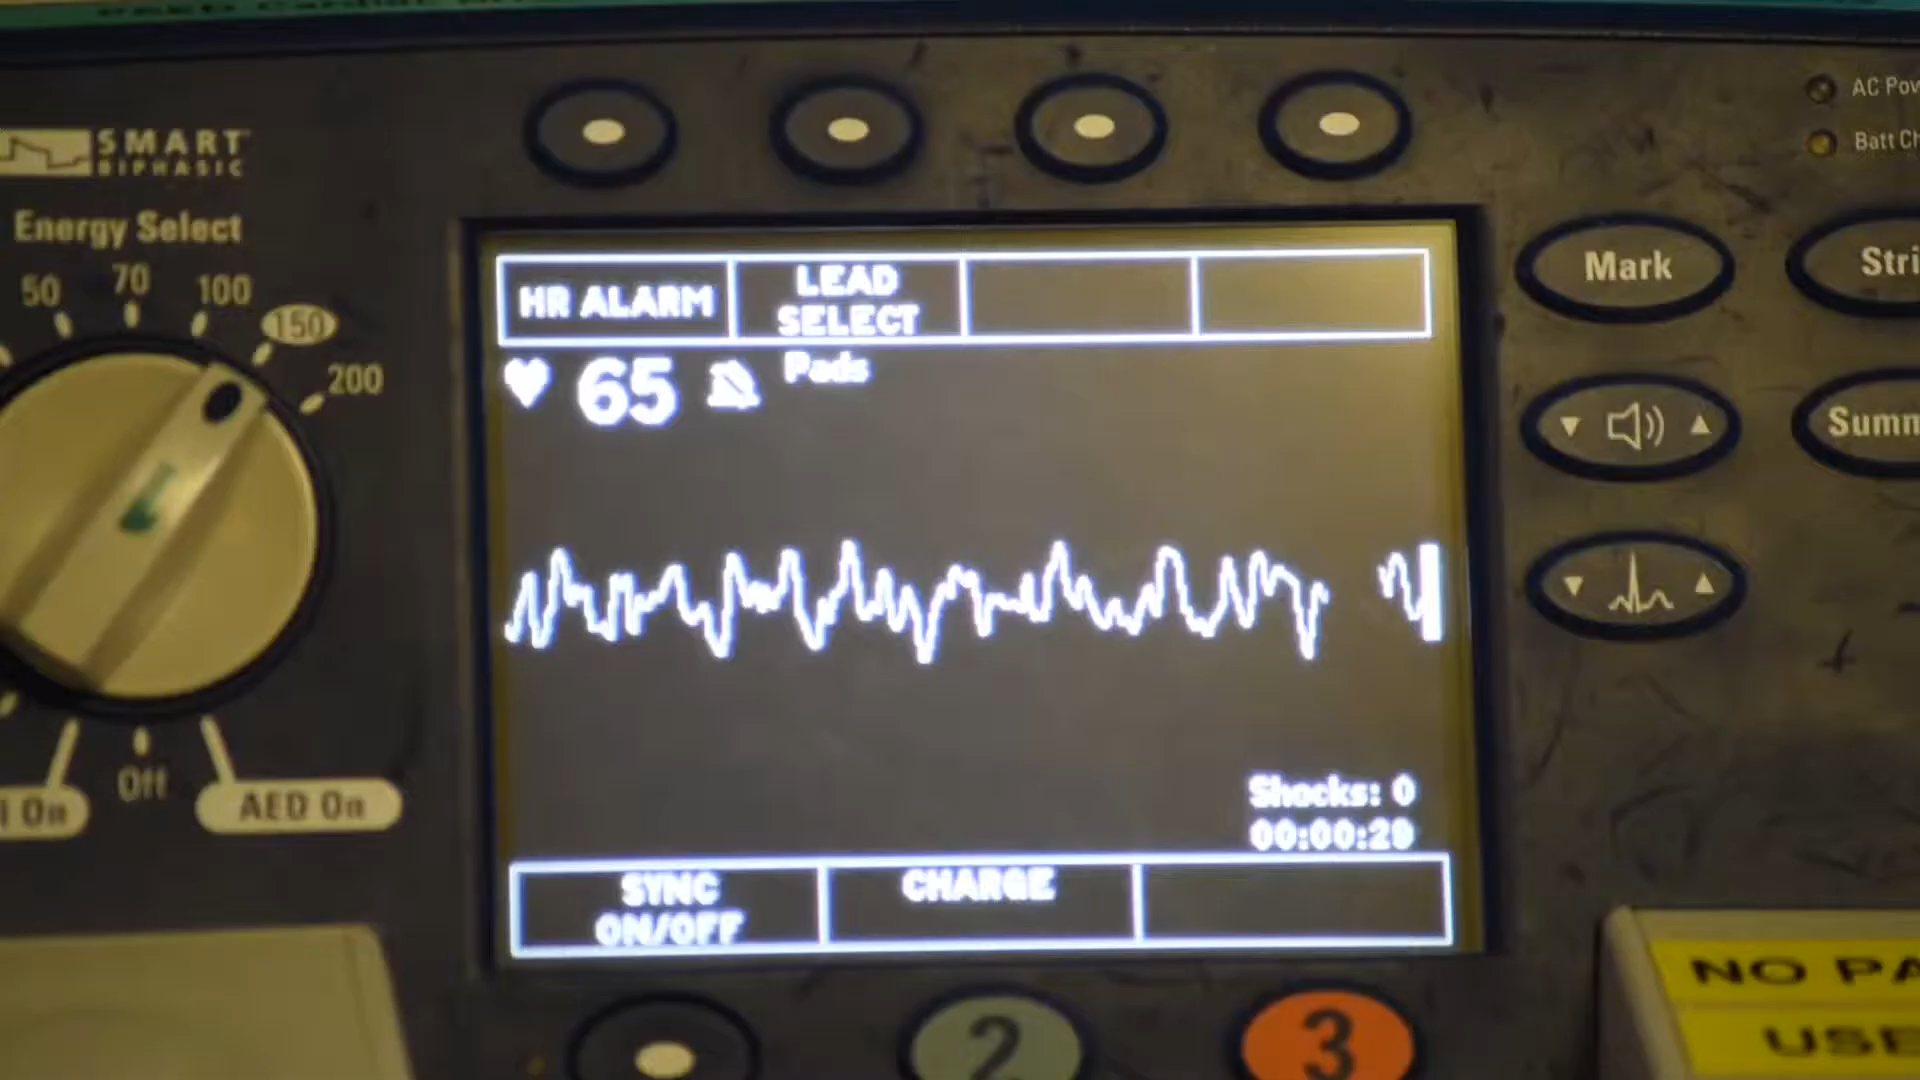 SMART
BIPHASIC
Energy Select
50
70
100
150
200
Off
On
AED On
HR ALARM
LEAD
SELECT
65
Pads
Shocks: 0
00:00:29
SYNC
ON/OFF
CHARGE
2
3
AC Pow
Batt Ch
Mark
Stri
Summ
NO PA
USE